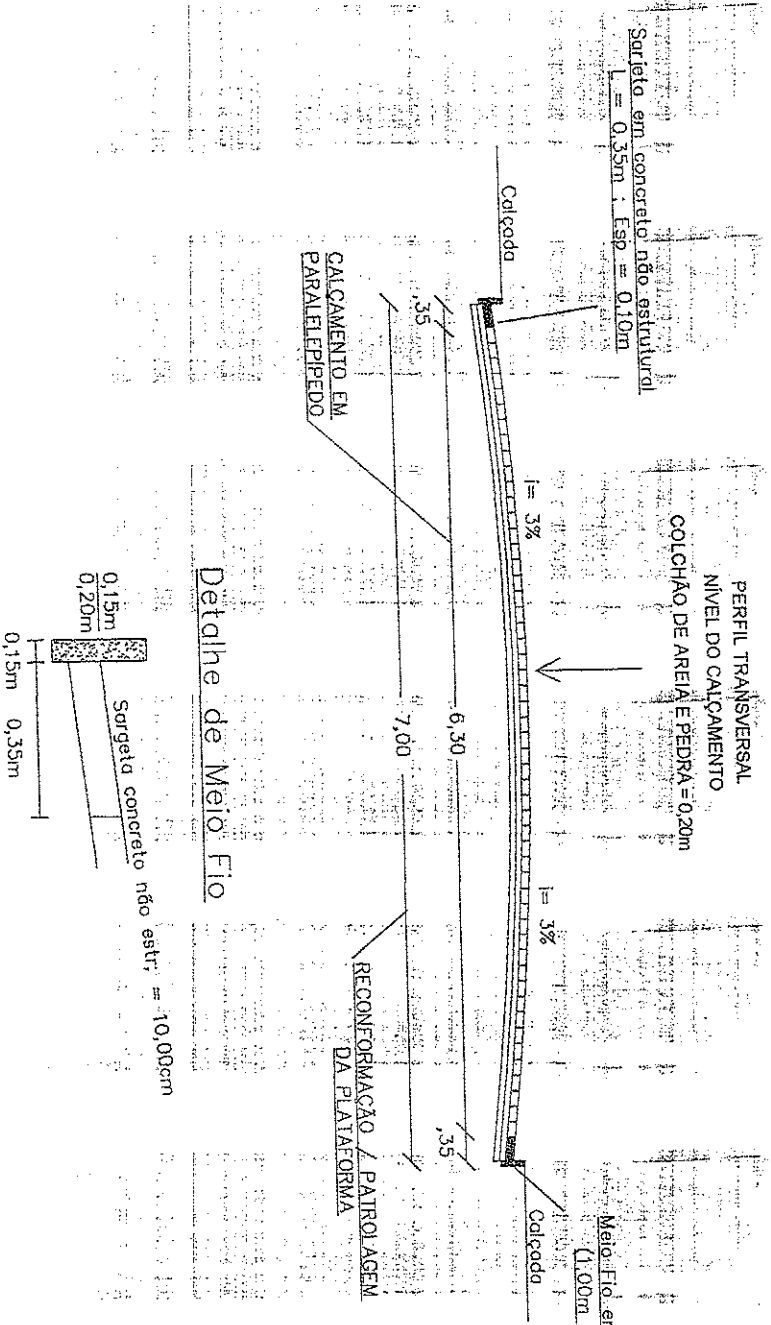 PERFIL TRANSVERSAL
NÍVEL DO CALÇAMENTO
COLCHÃO DE AREIA E PEDRA = 0,20m
Sarjeta em concreto não estrutural
L = 0,35m ; Esp = 0,10m
Meio Fio
(1,00m
Calçada
Calçada
i= 3%
i= 3%
,35
6,30
,35
7,00
CALÇAMENTO EM
PARALELEPÍPEDO
RECONFORMAÇÃO / PATROLAGEM
DA PLATAFORMA
Detalhe de Meio Fio
0,15m
0,20m
Sargeta concreto não estr, = 10,00cm
0,15m 0,35m